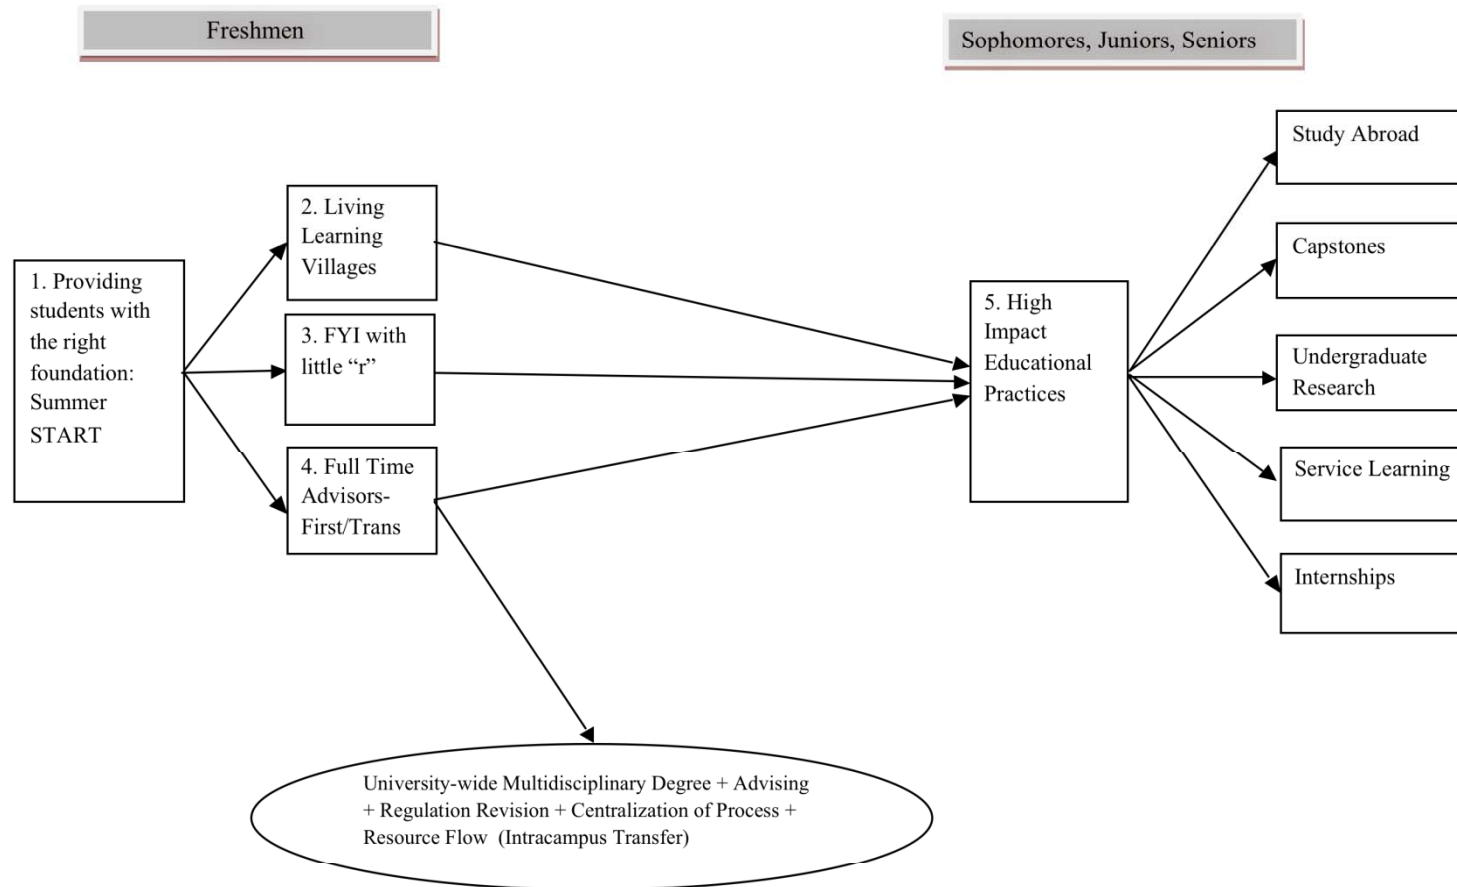 Freshmen
Sophomores, Juniors, Seniors
1. Providing
students with
the right
foundation:
Summer
START
2. Living
Learning
Villages
3. FYI with
little “r”
4. Full Time
Advisors-
First/Trans
5. High
Impact
Educational
Practices
Study Abroad
Capstones
Undergraduate
Research
Service Learning
Internships
University-wide Multidisciplinary Degree + Advising
+ Regulation Revision + Centralization of Process +
Resource Flow (Intracampus Transfer)